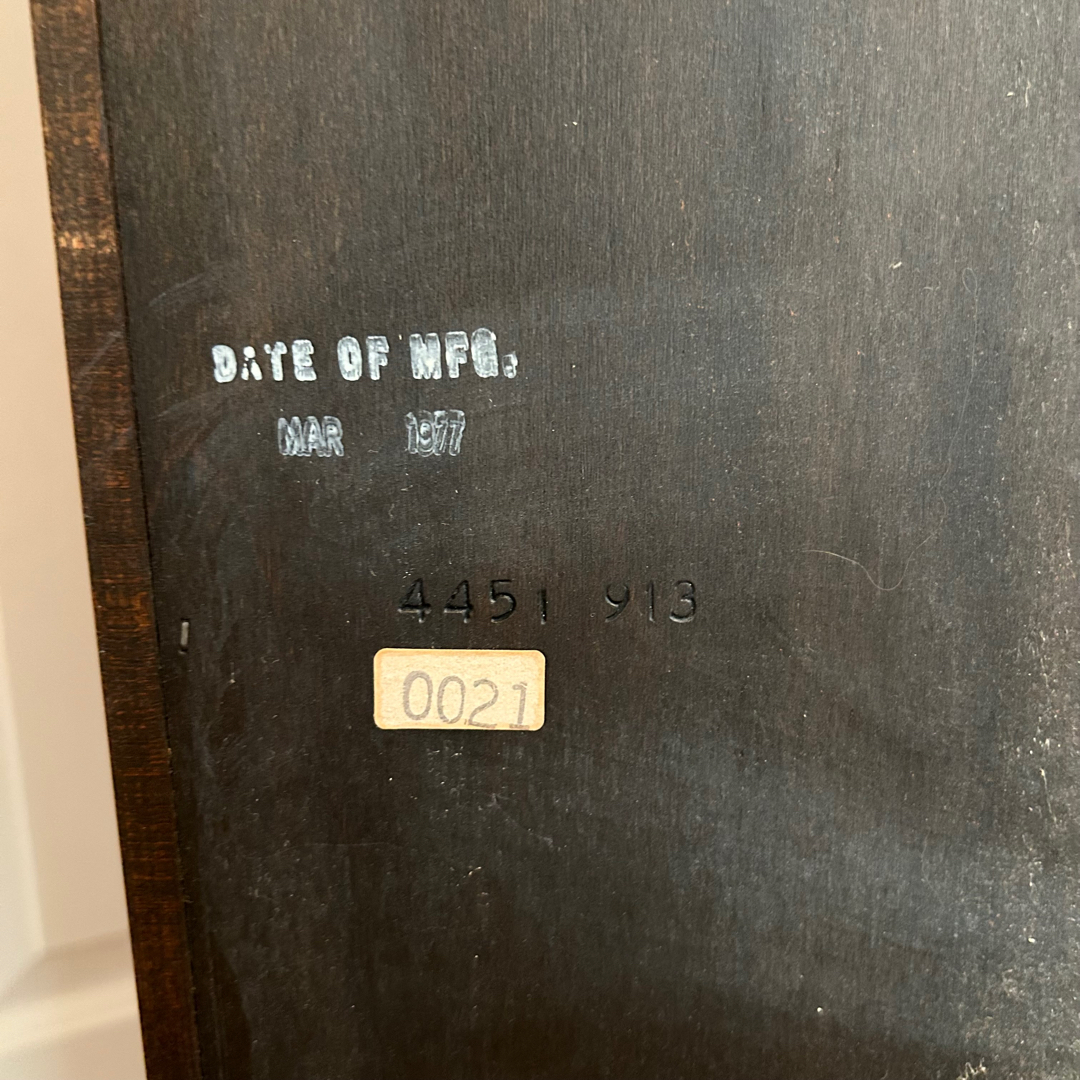 DATE OF MFG.
MAR 1977
4451 913
0021